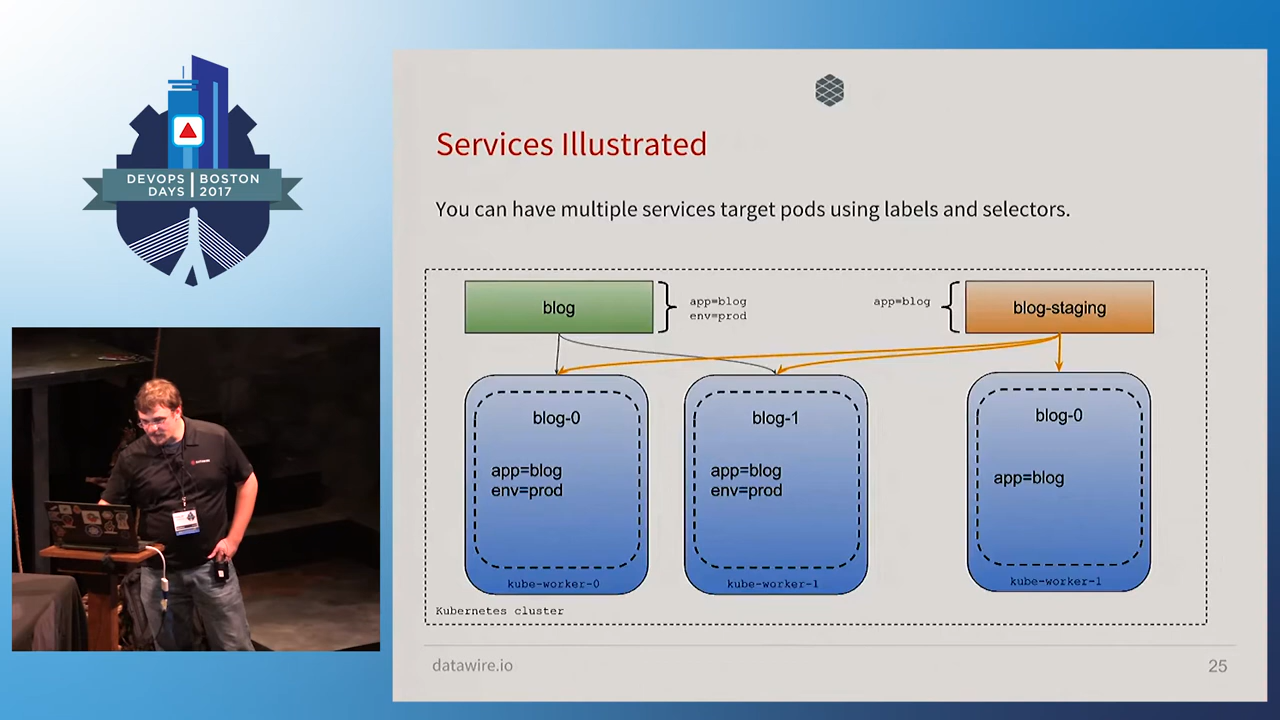 DEVOPS BOSTON
DAYS 2017
Services Illustrated
You can have multiple services target pods using labels and selectors.
blog
app=blog
env=prod
app=blog
blog-staging
blog-0
app=blog
env=prod
kube-worker-0
blog-1
app=blog
env=prod
kube-worker-1
blog-0
app=blog
kube-worker-1
Kubernetes cluster
datawire.io
25